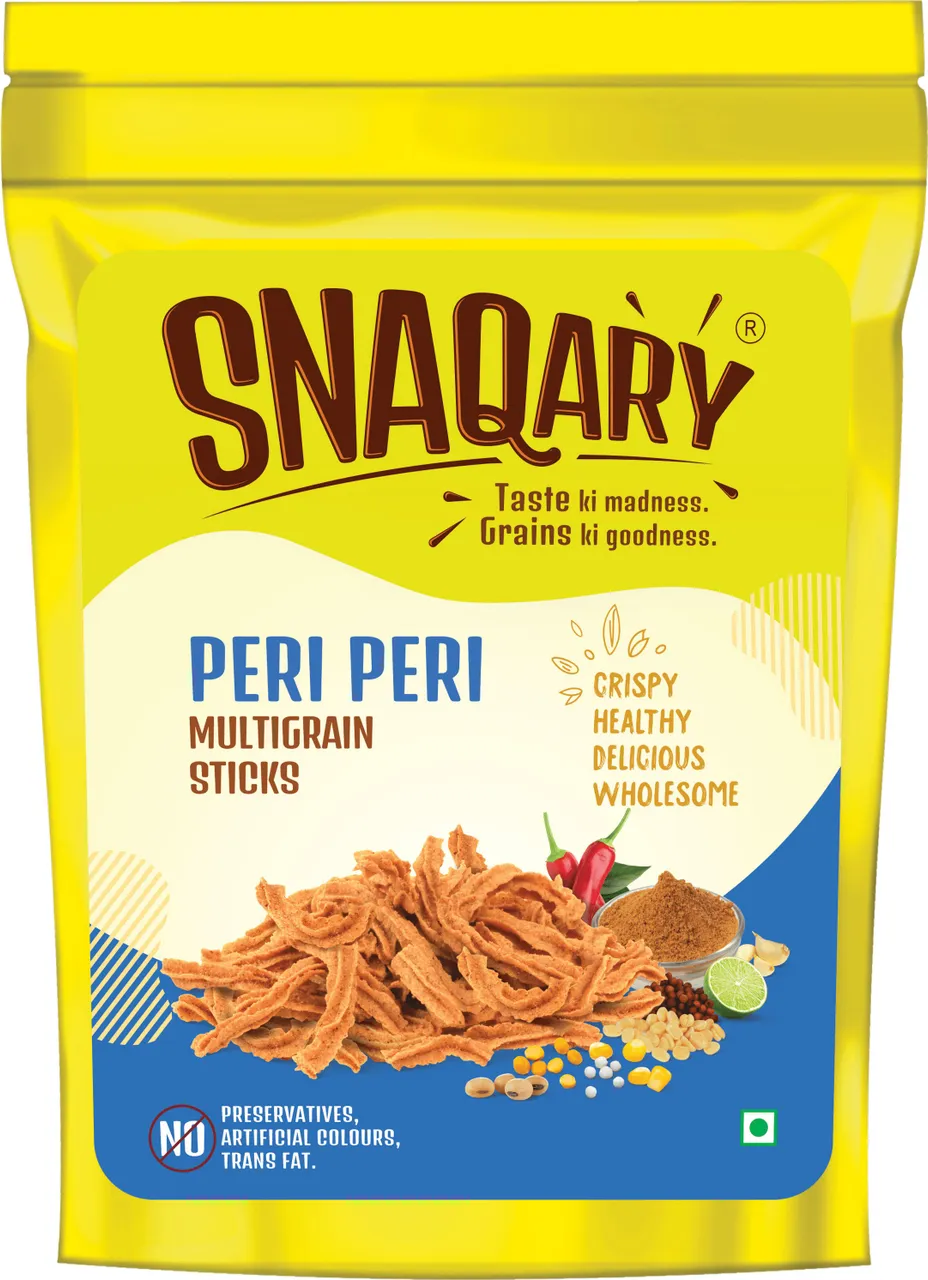 SNAQARY ®
Taste ki madness.
Grains ki goodness.
PERI PERI
MULTIGRAIN
STICKS
CRISPY
HEALTHY
DELICIOUS
WHOLESOME
NO PRESERVATIVES,
ARTIFICIAL COLOURS,
TRANS FAT.